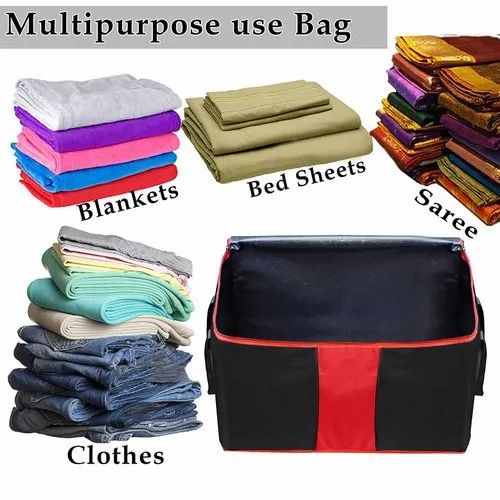 Multipurpose use Bag
Blankets
Bed Sheets
Saree
Clothes